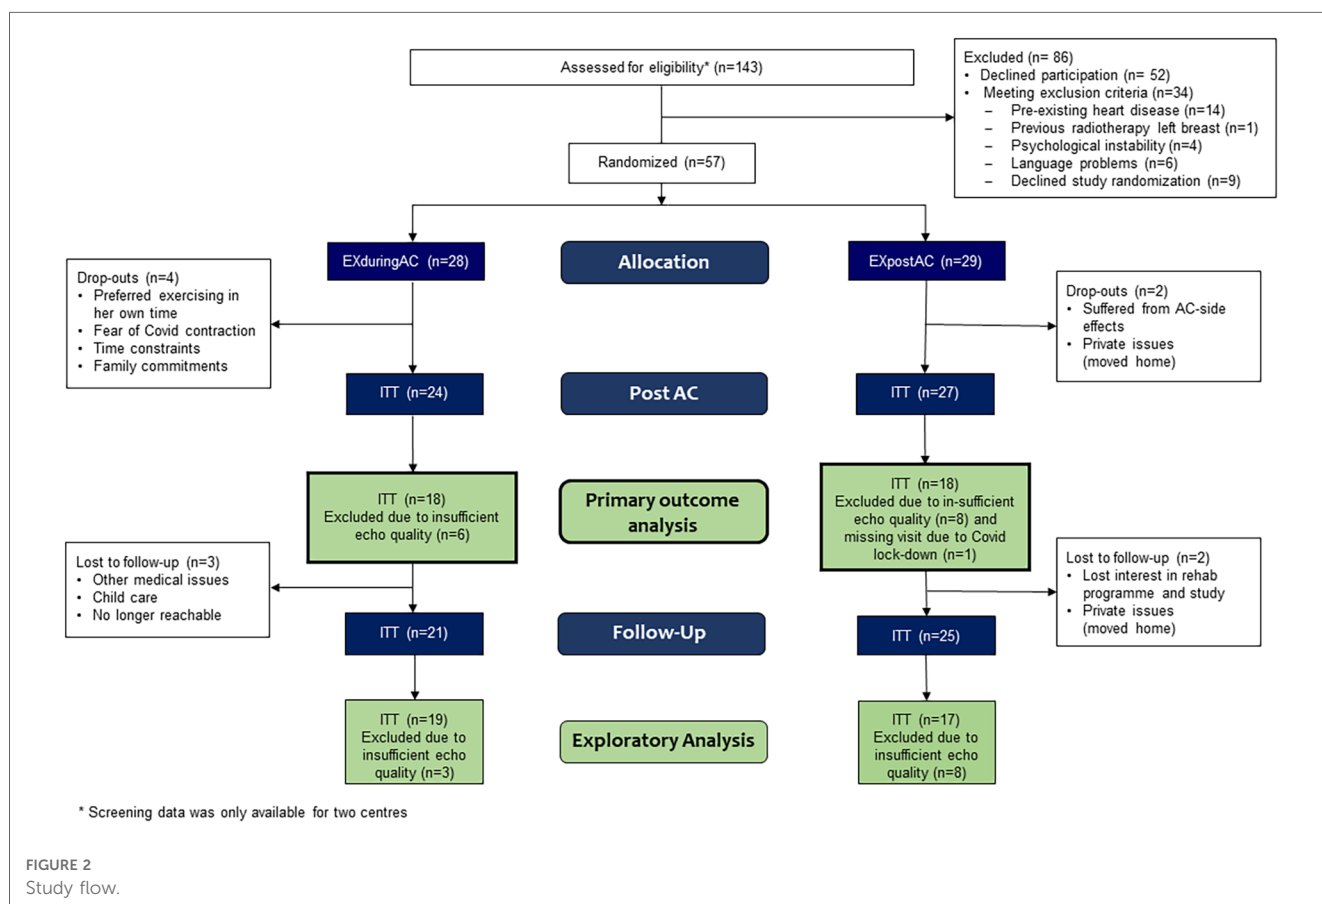 Assessed for eligibility* (n=143)
Excluded (n= 86)
• Declined participation (n= 52)
• Meeting exclusion criteria (n=34)
– Pre-existing heart disease (n=14)
– Previous radiotherapy left breast (n=1)
– Psychological instability (n=4)
– Language problems (n=6)
– Declined study randomization (n=9)
Randomized (n=57)
EXduringAC (n=28)
Allocation
EXpostAC (n=29)
Drop-outs (n=4)
• Preferred exercising in
her own time
• Fear of Covid contraction
• Time constraints
• Family commitments
Drop-outs (n=2)
• Suffered from AC-side
effects
• Private issues
(moved home)
ITT (n=24)
Post AC
ITT (n=27)
ITT (n=18)
Excluded due to insufficient
echo quality (n=6)
Primary outcome
analysis
ITT (n=18)
Excluded due to in-sufficient
echo quality (n=8) and
missing visit due to Covid
lock-down (n=1)
Lost to follow-up (n=3)
• Other medical issues
• Child care
• No longer reachable
Lost to follow-up (n=2)
• Lost interest in rehab
programme and study
• Private issues
(moved home)
ITT (n=21)
Follow-Up
ITT (n=25)
ITT (n=19)
Excluded due to
insufficient echo
quality (n=3)
Exploratory Analysis
ITT (n=17)
Excluded due to
insufficient echo
quality (n=8)
* Screening data was only available for two centres
FIGURE 2
Study flow.